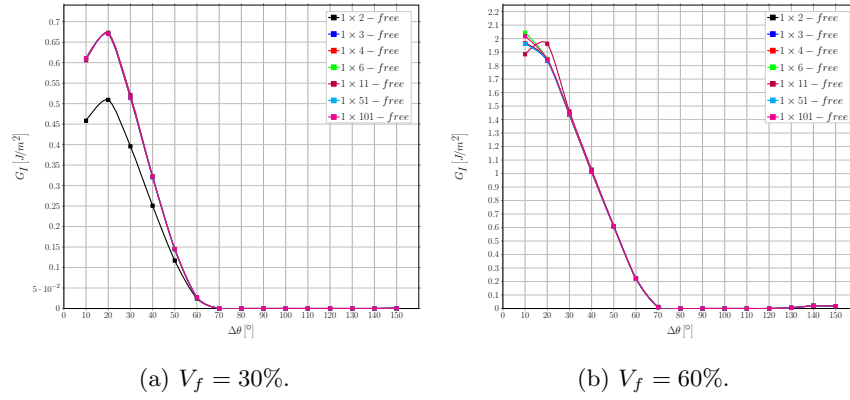 0.7
0.65
0.6
0.55
0.5
0.45
0.4
0.35
0.3
0.25
0.2
0.15
0.1
5 · 10⁻²
0
G_I [J/m²]
0 10 20 30 40 50 60 70 80 90 100 110 120 130 140 150
Δθ [°]
1 × 2 − free
1 × 3 − free
1 × 4 − free
1 × 6 − free
1 × 11 − free
1 × 51 − free
1 × 101 − free
(a) V_f = 30%.
2.2
2.1
2
1.9
1.8
1.7
1.6
1.5
1.4
1.3
1.2
1.1
1
0.9
0.8
0.7
0.6
0.5
0.4
0.3
0.2
0.1
0
G_I [J/m²]
0 10 20 30 40 50 60 70 80 90 100 110 120 130 140 150
Δθ [°]
1 × 2 − free
1 × 3 − free
1 × 4 − free
1 × 6 − free
1 × 11 − free
1 × 51 − free
1 × 101 − free
(b) V_f = 60%.